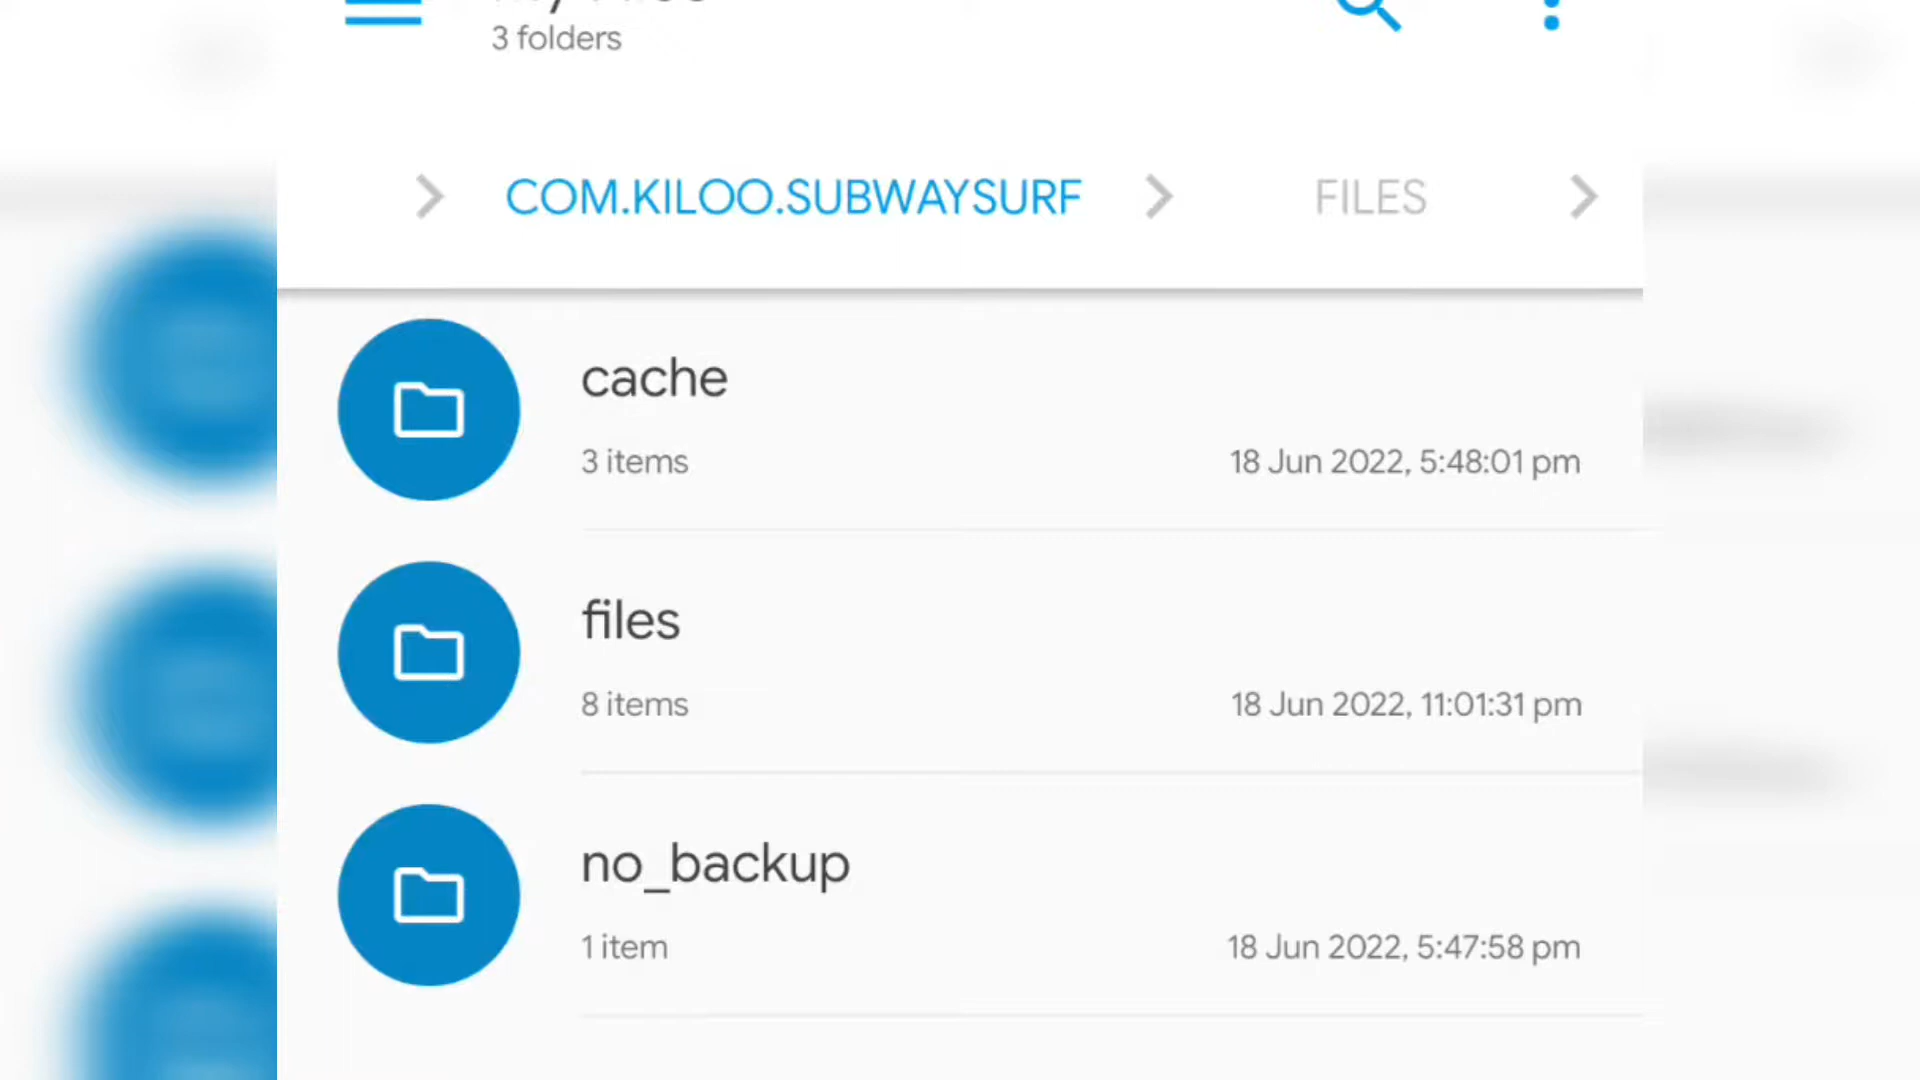 3 folders
COM.KILOO.SUBWAYSURF FILES
cache
3 items 18 Jun 2022, 5:48:01 pm
files
8 items 18 Jun 2022, 11:01:31 pm
no_backup
1 item 18 Jun 2022, 5:47:58 pm